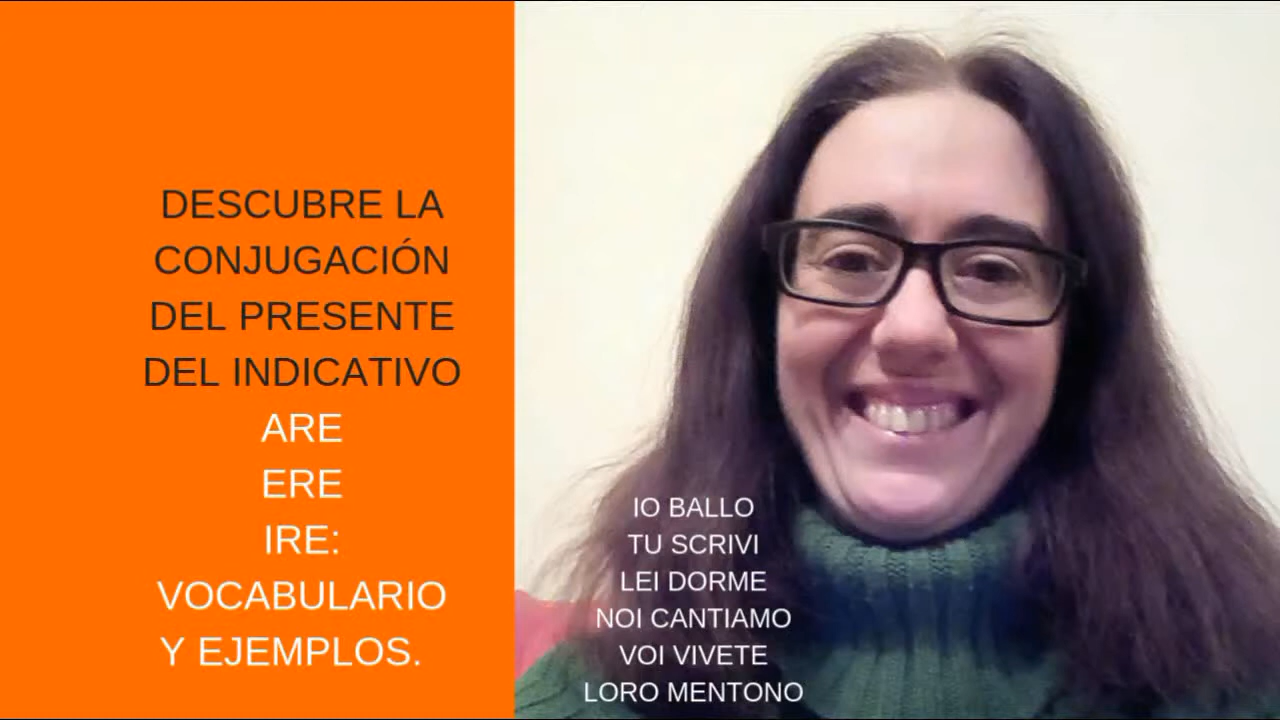 DESCUBRE LA
CONJUGACIÓN
DEL PRESENTE
DEL INDICATIVO
ARE
ERE
IRE:
VOCABULARIO
Y EJEMPLOS.
IO BALLO
TU SCRIVI
LEI DORME
NOI CANTIAMO
VOI VIVETE
LORO MENTONO